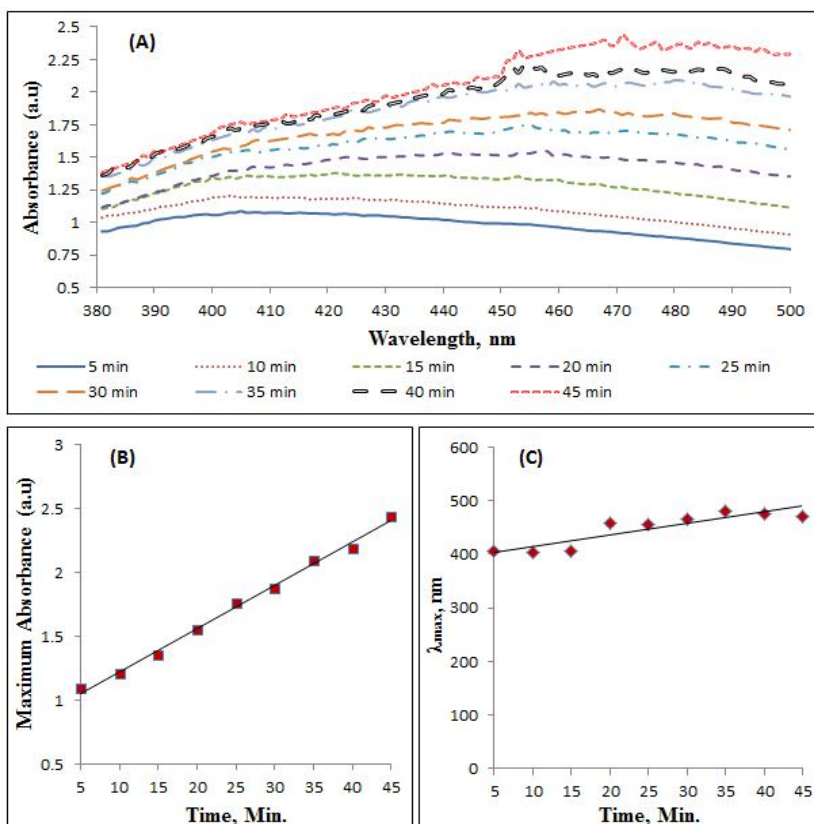 (A)
Absorbance (a.u)
2.5
2.25
2
1.75
1.5
1.25
1
0.75
0.5
380 390 400 410 420 430 440 450 460 470 480 490 500
Wavelength, nm
5 min 10 min 15 min 20 min 25 min
30 min 35 min 40 min 45 min
(B)
Maximum Absorbance (a.u)
3
2.5
2
1.5
1
0.5
5 10 15 20 25 30 35 40 45
Time, Min.
(C)
λmax, nm
600
500
400
300
200
100
0
5 10 15 20 25 30 35 40 45
Time, Min.